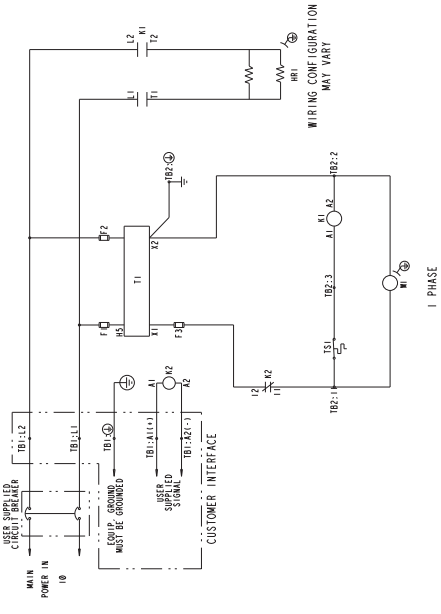 L2
K1
T2
L1
T1
HR1
WIRING CONFIGURATION
MAY VARY
F2
TB2:
F1
H5
T1
X2
X1
F3
TB2:2
K1
A1
A2
TB2:3
TS1
TB2:1
12
K2
11
M1
1 PHASE
TB1:L2
TB1:L1
TB1:
A1
K2
A2
TB1:A1(+)
TB1:A2(-)
USER SUPPLIED
CIRCUIT BREAKER
EQUIP. GROUND
MUST BE GROUNDED
USER
SUPPLIED
SIGNAL
CUSTOMER INTERFACE
MAIN
POWER IN
1Ø